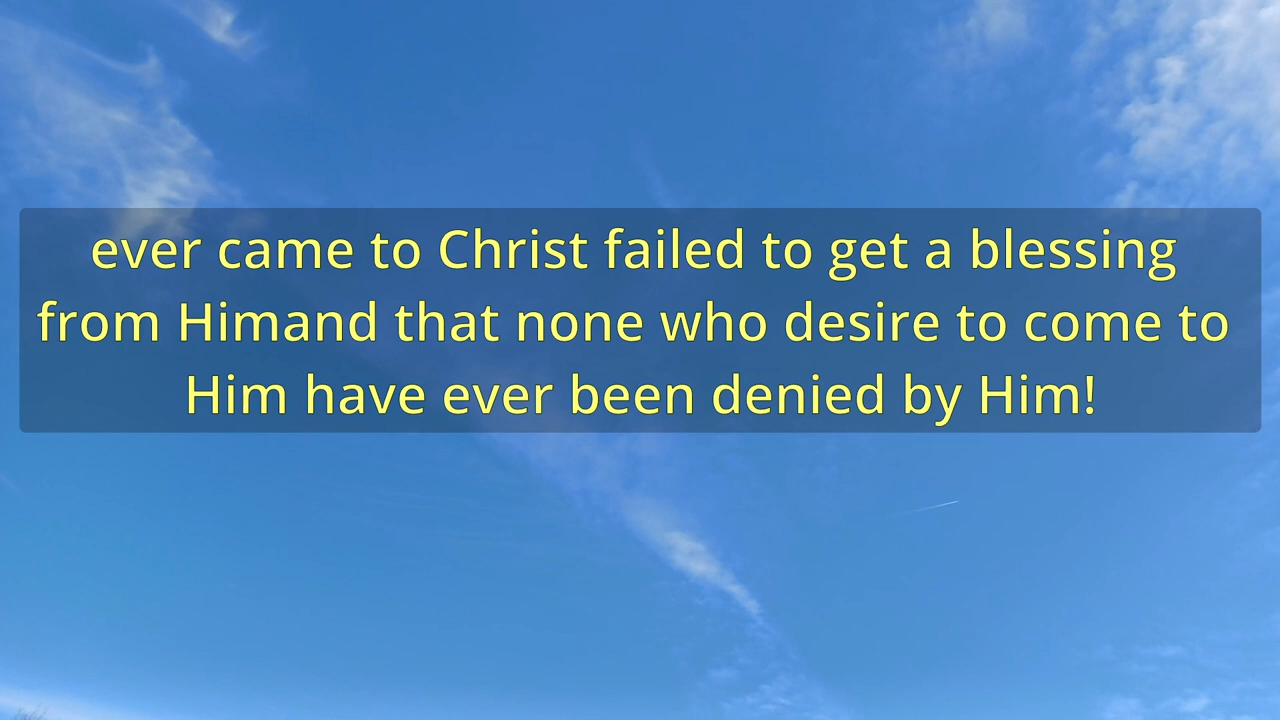 ever came to Christ failed to get a blessing
from Himand that none who desire to come to
Him have ever been denied by Him!